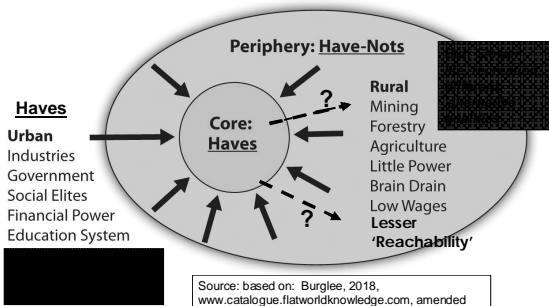 Periphery: Have-Nots
Haves
Urban
Industries
Government
Social Elites
Financial Power
Education System
Core:
Haves
?
?
Rural
Mining
Forestry
Agriculture
Little Power
Brain Drain
Low Wages
Lesser
'Reachability'
Source: based on: Burglee, 2018,
www.catalogue.flatworldknowledge.com, amended